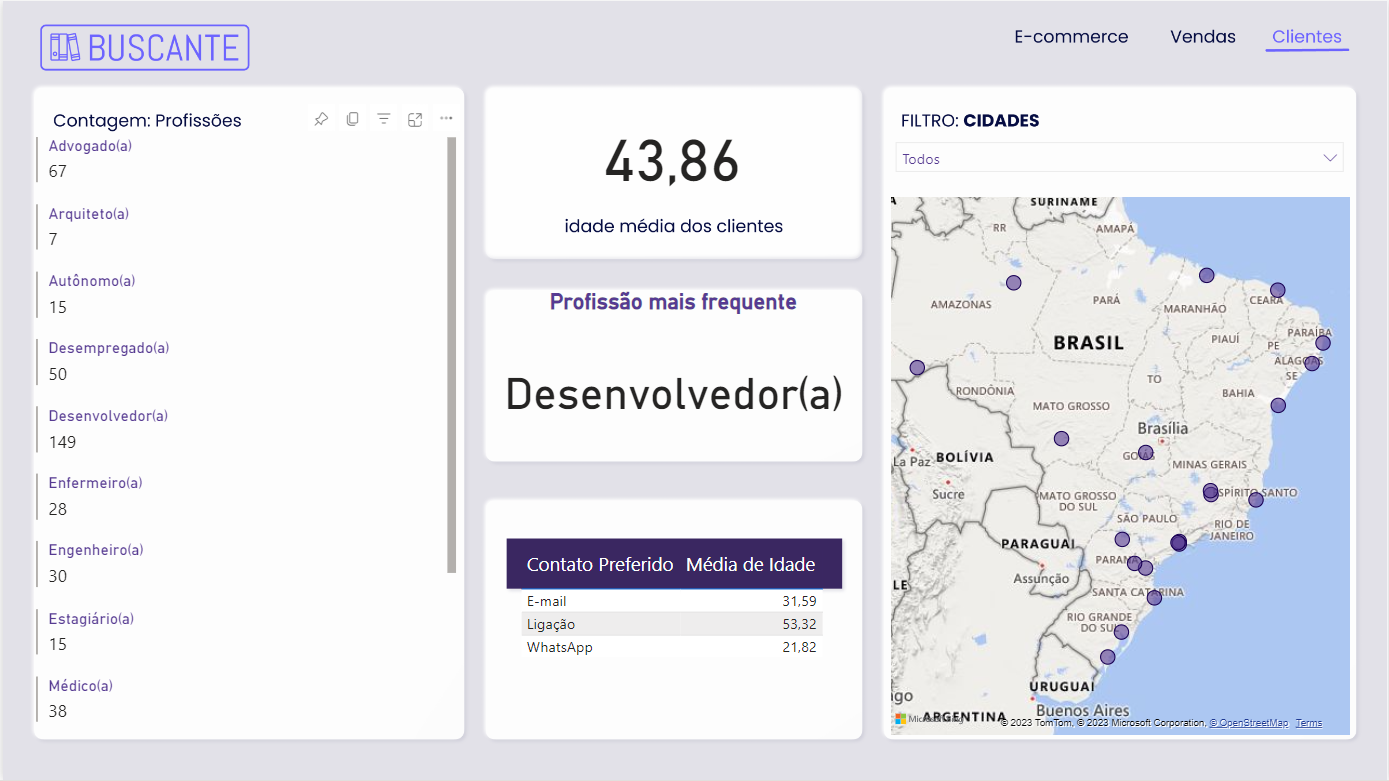 BUSCANTE
E-commerce Vendas Clientes
Contagem: Profissões
Advogado(a)
67
Arquiteto(a)
7
Autônomo(a)
15
Desempregado(a)
50
Desenvolvedor(a)
149
Enfermeiro(a)
28
Engenheiro(a)
30
Estagiário(a)
15
Médico(a)
38
43,86
idade média dos clientes
Profissão mais frequente
Desenvolvedor(a)
Contato Preferido Média de Idade
E-mail 31,59
Ligação 53,32
WhatsApp 21,82
FILTRO: CIDADES
Todos
SURINAME
RR
AMAPÁ
AMAZONAS
PARÁ
MARANHÃO
CEARÁ
PIAUÍ
PARAÍBA
PE
BRASIL
ALAGOAS
SE
TO
RONDÔNIA
BAHIA
MATO GROSSO
Brasília
GOIÁS
La Paz
BOLÍVIA
MINAS GERAIS
Sucre
MATO GROSSO
DO SUL
ESPÍRITO SANTO
SÃO PAULO
RIO DE
JANEIRO
PARAGUAI
PARANÁ
Assunção
LE
SANTA CATARINA
RIO GRANDE
DO SUL
URUGUAI
go
Buenos Aires
ARGENTINA
© 2023 TomTom, © 2023 Microsoft Corporation, © OpenStreetMap Terms